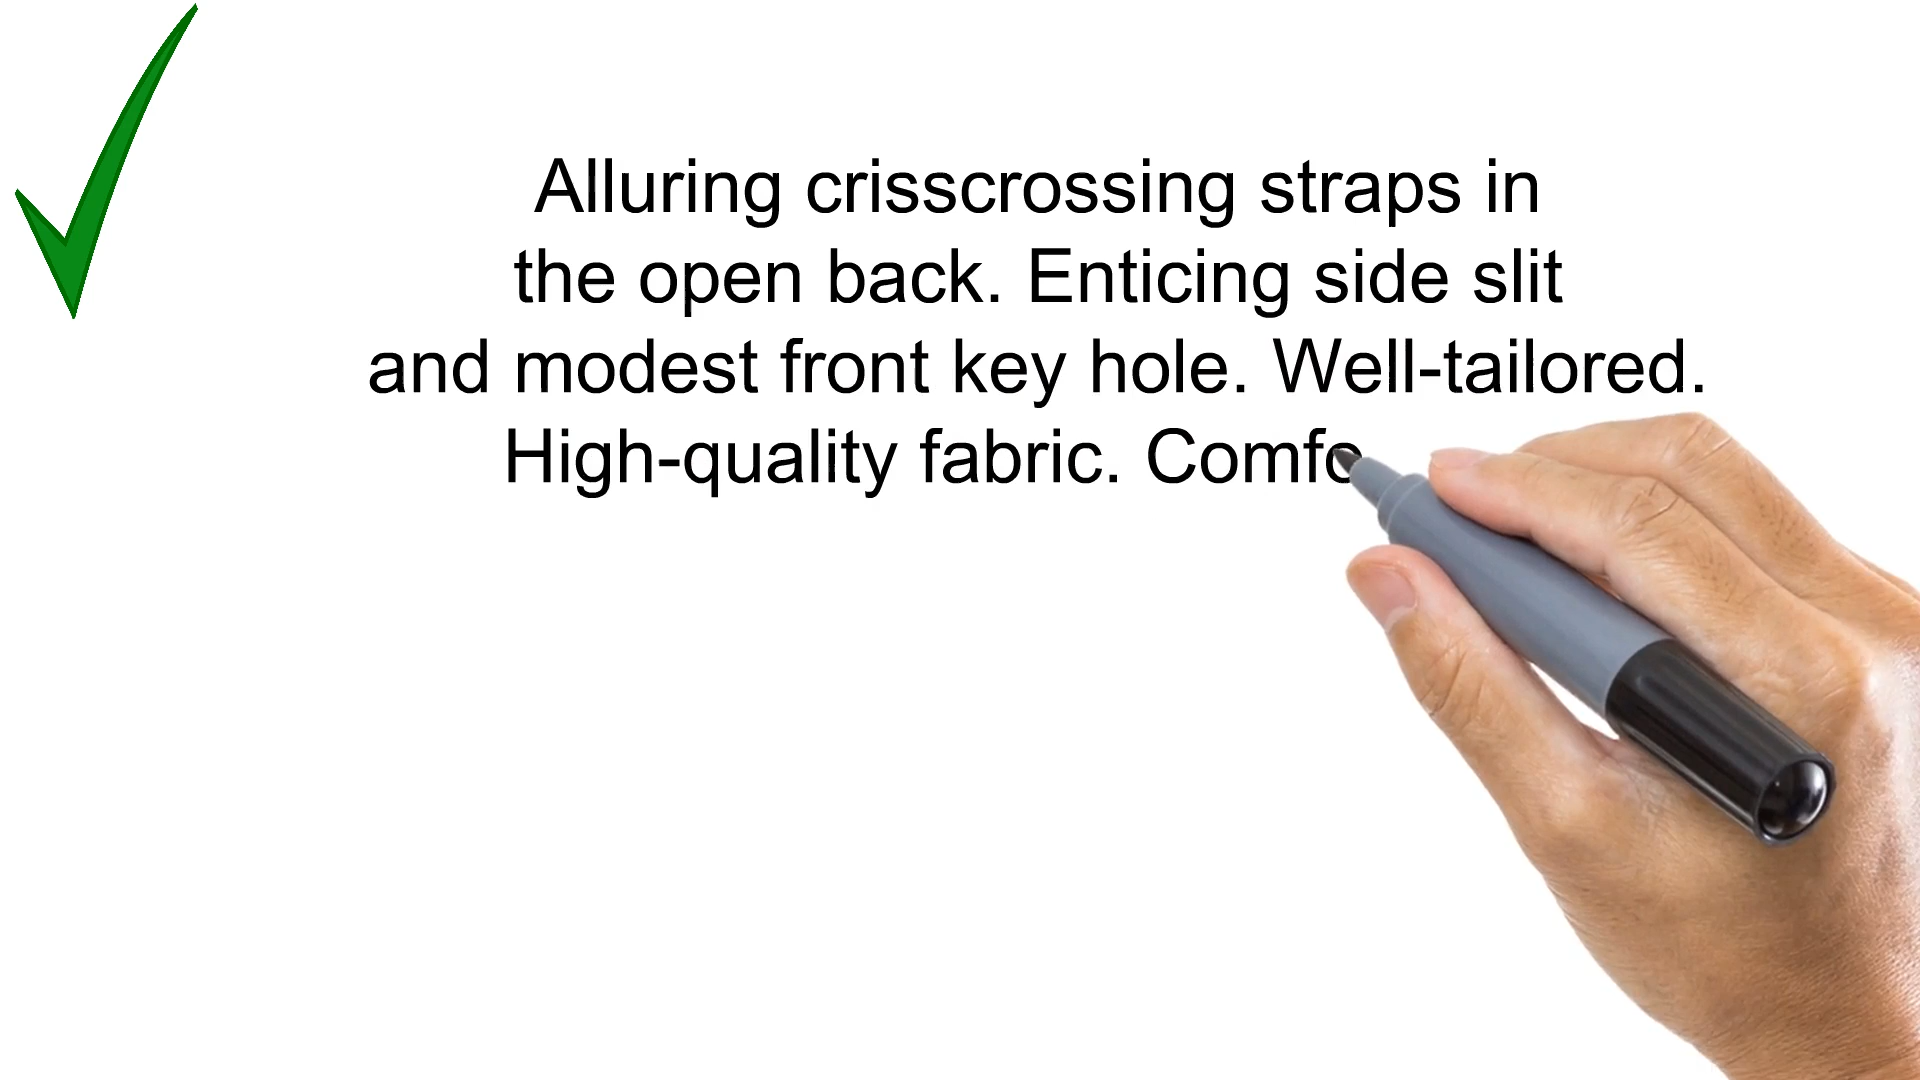 Alluring crisscrossing straps in
the open back. Enticing side slit
and modest front key hole. Well-tailored.
High-quality fabric. Comfo